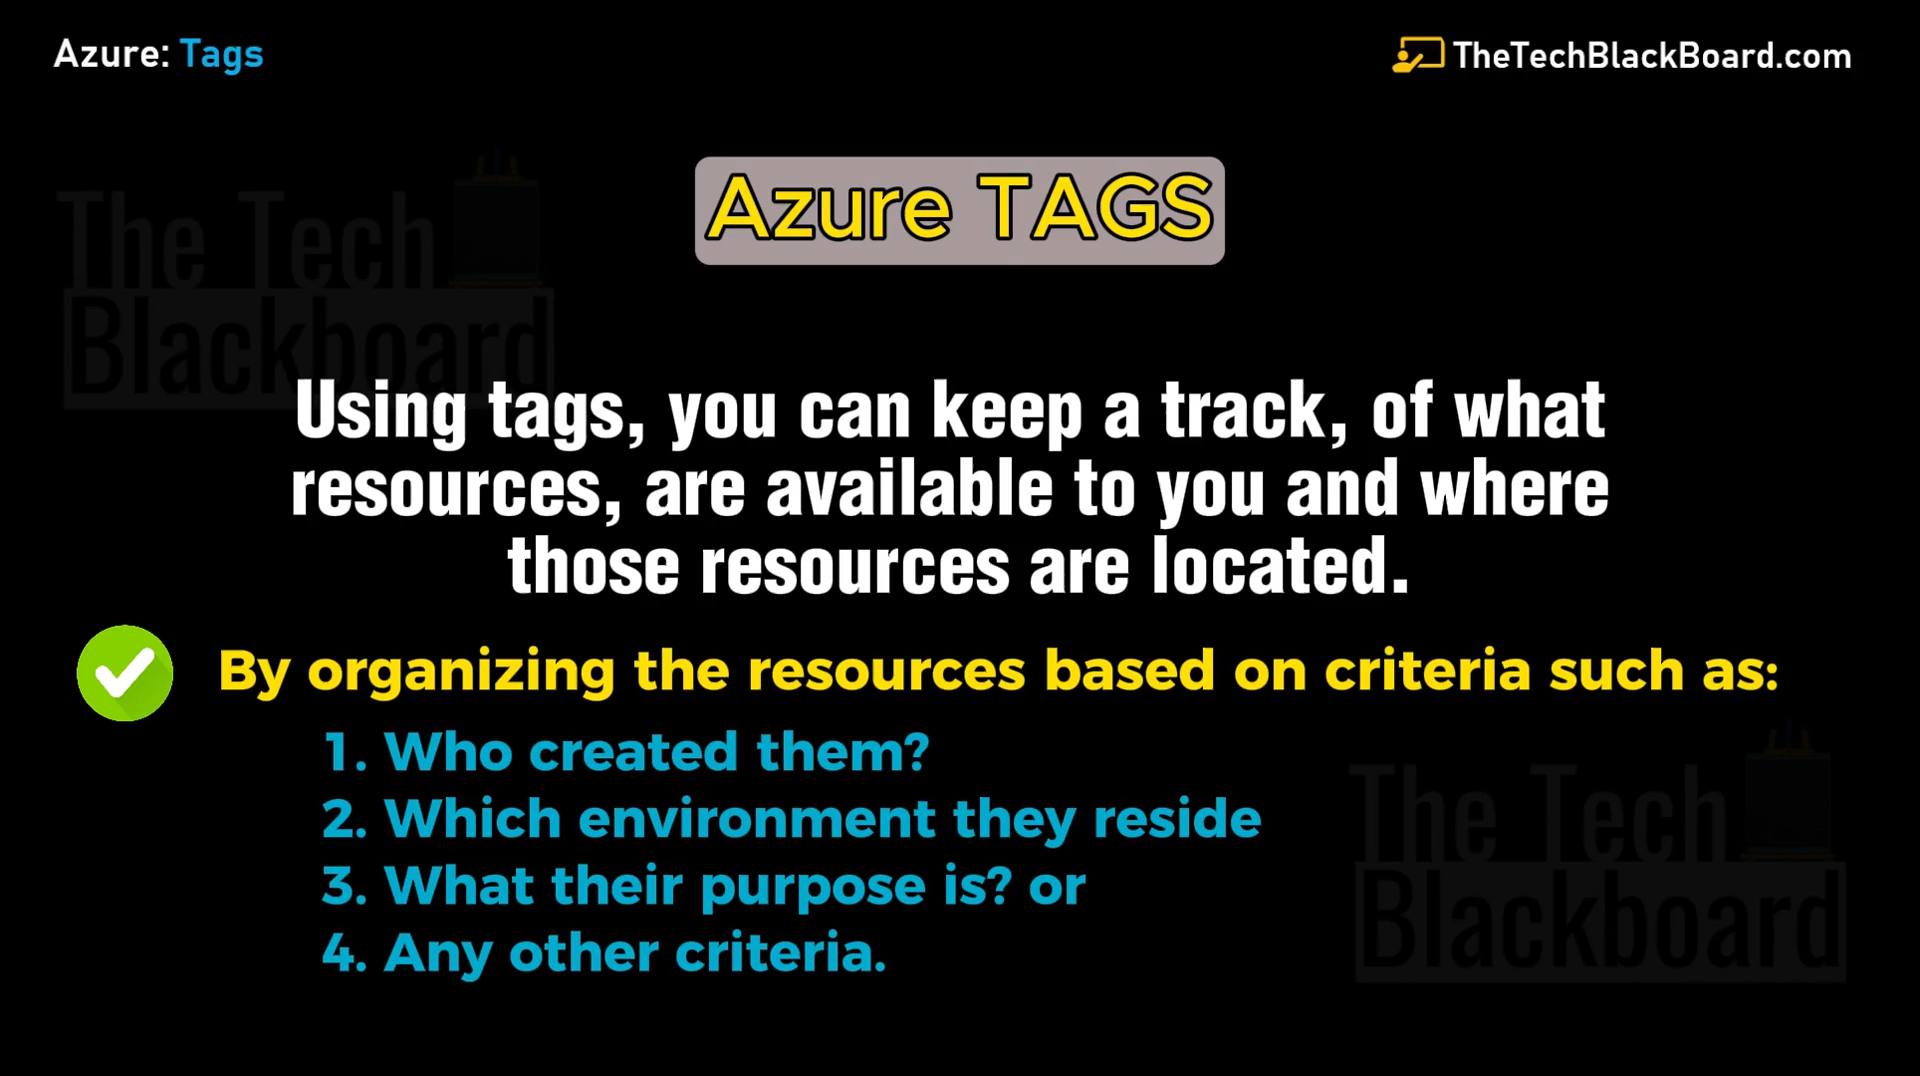 Azure: Tags
TheTechBlackBoard.com
Azure TAGS
The Tech
Blackboard
Using tags, you can keep a track, of what
resources, are available to you and where
those resources are located.
By organizing the resources based on criteria such as:
1. Who created them?
2. Which environment they reside
3. What their purpose is? or
4. Any other criteria.
The Tech
Blackboard